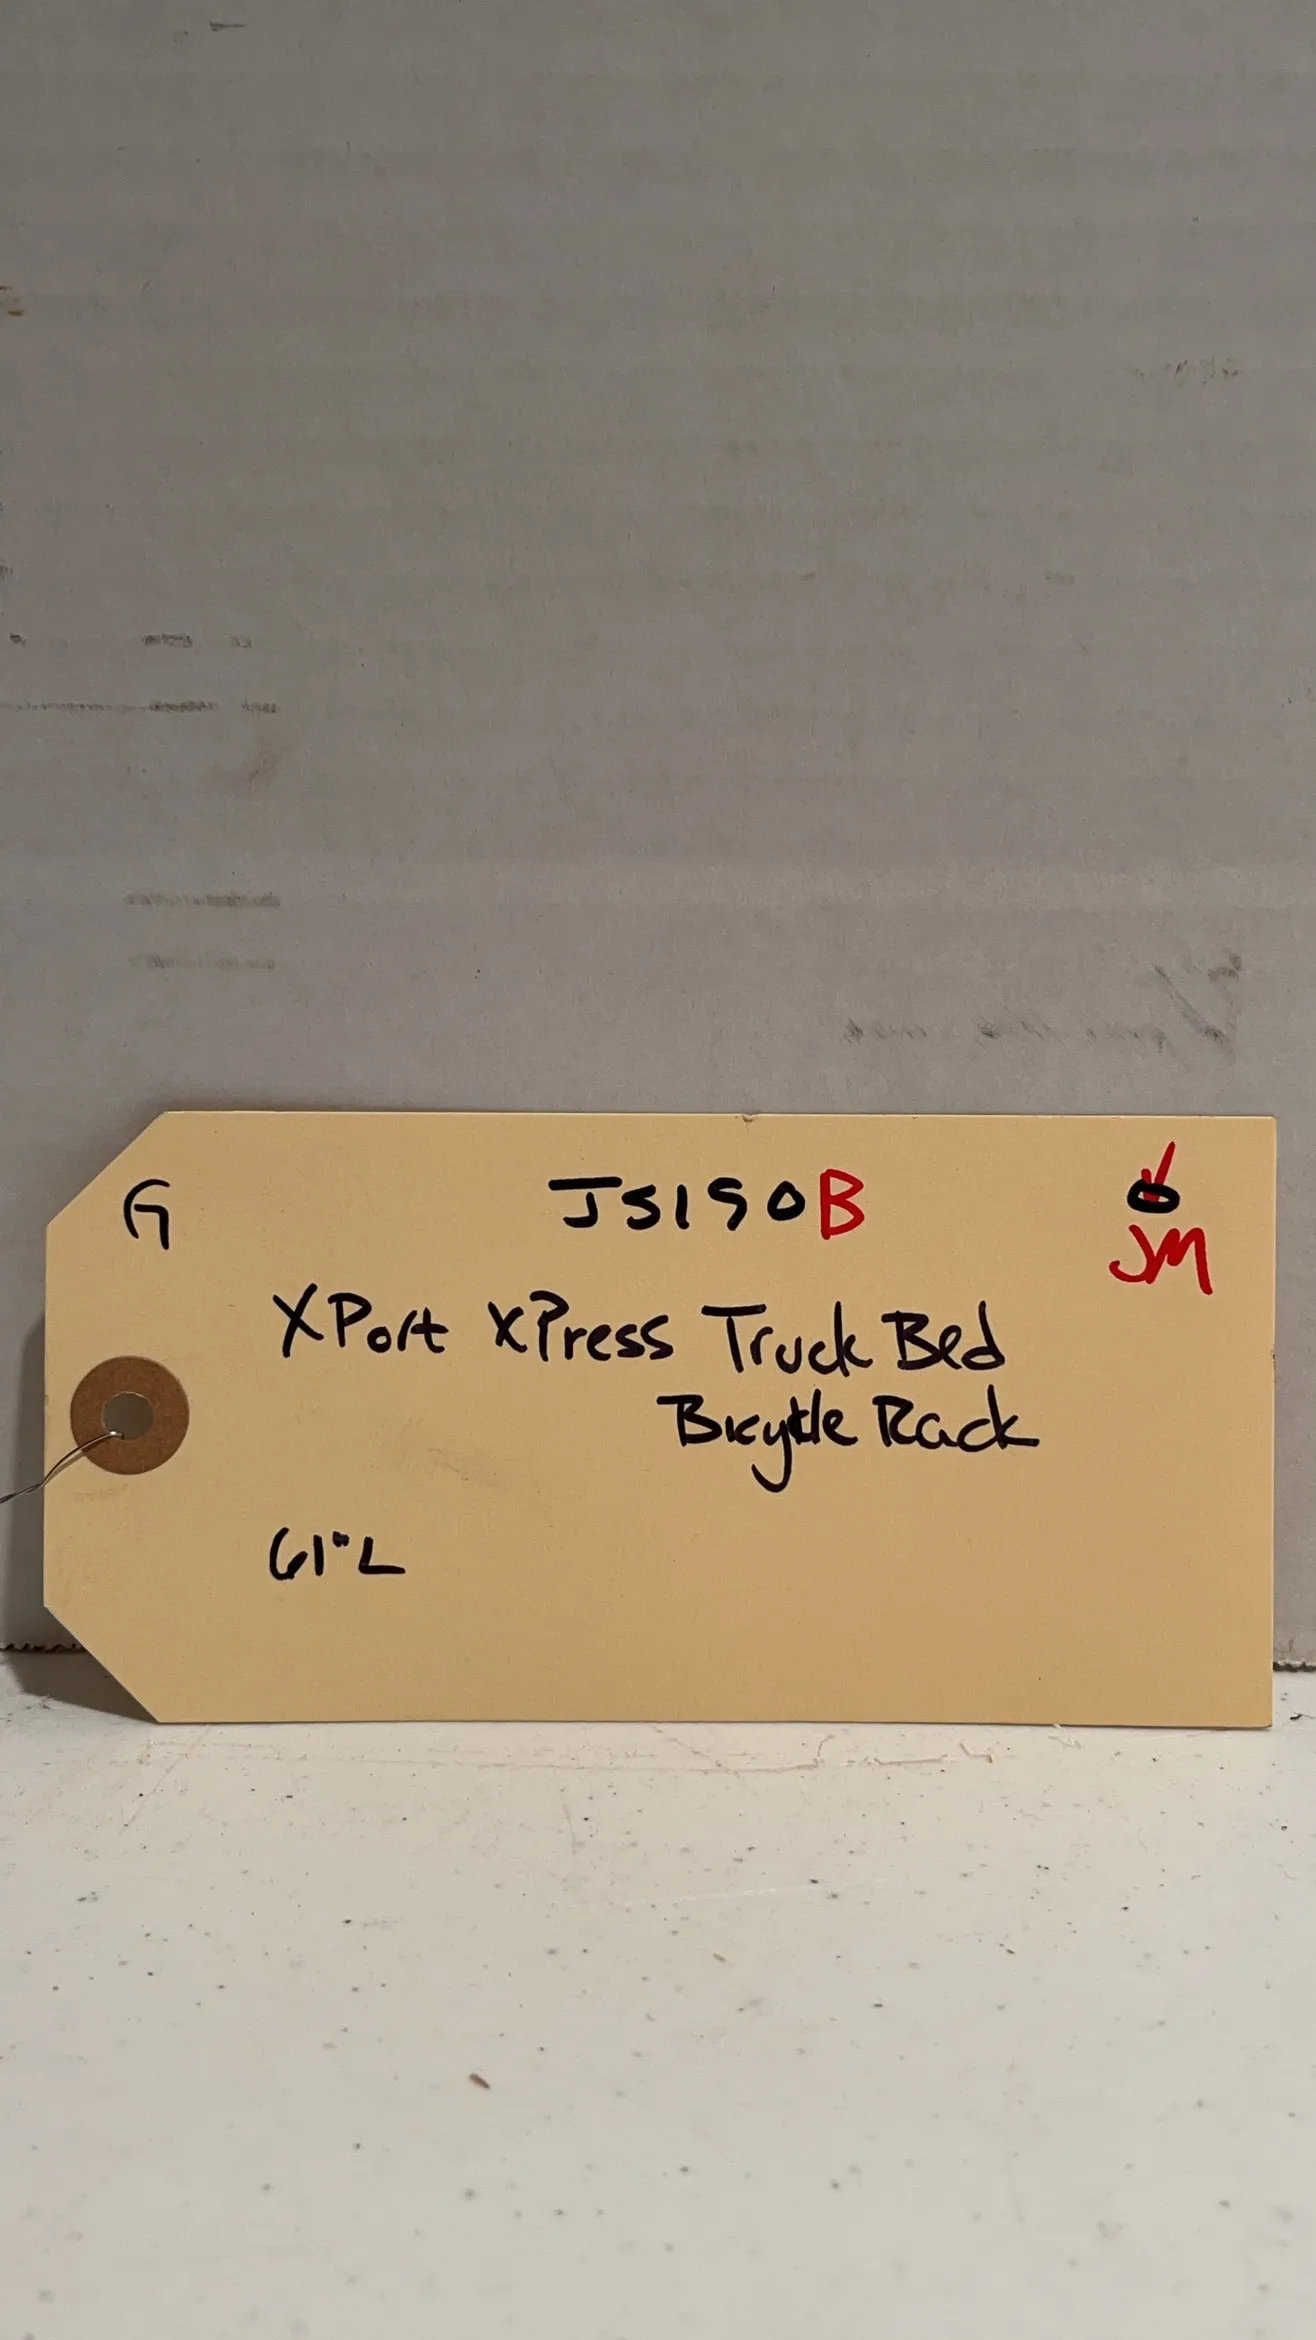 G JS190B O
JM
XPort XPress Truck Bed
Bicycle Rack
61"L